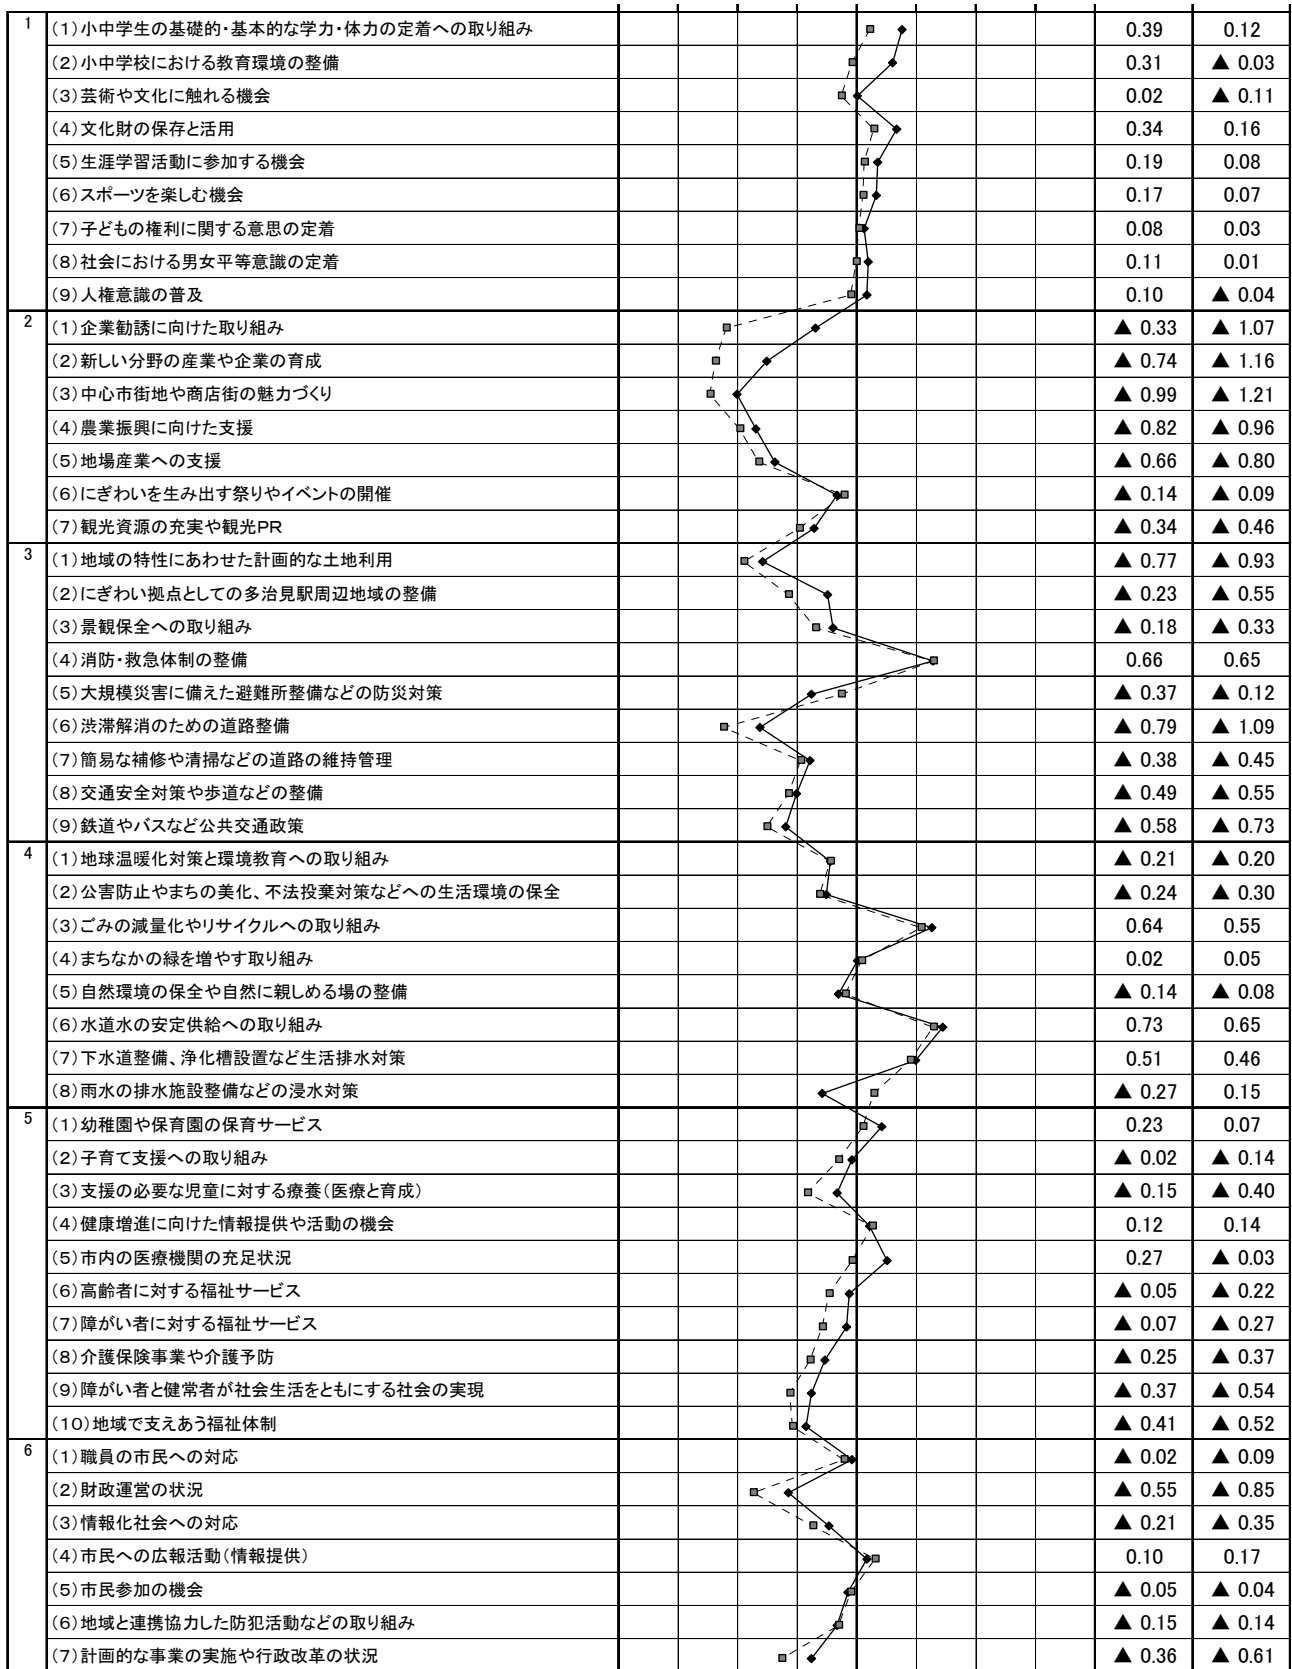 1 (1)小中学生の基礎的・基本的な学力・体力の定着への取り組み 0.39 0.12
(2)小中学校における教育環境の整備 0.31 ▲ 0.03
(3)芸術や文化に触れる機会 0.02 ▲ 0.11
(4)文化財の保存と活用 0.34 0.16
(5)生涯学習活動に参加する機会 0.19 0.08
(6)スポーツを楽しむ機会 0.17 0.07
(7)子どもの権利に関する意思の定着 0.08 0.03
(8)社会における男女平等意識の定着 0.11 0.01
(9)人権意識の普及 0.10 ▲ 0.04
2 (1)企業勧誘に向けた取り組み ▲ 0.33 ▲ 1.07
(2)新しい分野の産業や企業の育成 ▲ 0.74 ▲ 1.16
(3)中心市街地や商店街の魅力づくり ▲ 0.99 ▲ 1.21
(4)農業振興に向けた支援 ▲ 0.82 ▲ 0.96
(5)地場産業への支援 ▲ 0.66 ▲ 0.80
(6)にぎわいを生み出す祭りやイベントの開催 ▲ 0.14 ▲ 0.09
(7)観光資源の充実や観光PR ▲ 0.34 ▲ 0.46
3 (1)地域の特性にあわせた計画的な土地利用 ▲ 0.77 ▲ 0.93
(2)にぎわい拠点としての多治見駅周辺地域の整備 ▲ 0.23 ▲ 0.55
(3)景観保全への取り組み ▲ 0.18 ▲ 0.33
(4)消防・救急体制の整備 0.66 0.65
(5)大規模災害に備えた避難所整備などの防災対策 ▲ 0.37 ▲ 0.12
(6)渋滞解消のための道路整備 ▲ 0.79 ▲ 1.09
(7)簡易な補修や清掃などの道路の維持管理 ▲ 0.38 ▲ 0.45
(8)交通安全対策や歩道などの整備 ▲ 0.49 ▲ 0.55
(9)鉄道やバスなど公共交通政策 ▲ 0.58 ▲ 0.73
4 (1)地球温暖化対策と環境教育への取り組み ▲ 0.21 ▲ 0.20
(2)公害防止やまちの美化、不法投棄対策などへの生活環境の保全 ▲ 0.24 ▲ 0.30
(3)ごみの減量化やリサイクルへの取り組み 0.64 0.55
(4)まちなかの緑を増やす取り組み 0.02 0.05
(5)自然環境の保全や自然に親しめる場の整備 ▲ 0.14 ▲ 0.08
(6)水道水の安定供給への取り組み 0.73 0.65
(7)下水道整備、浄化槽設置など生活排水対策 0.51 0.46
(8)雨水の排水施設整備などの浸水対策 ▲ 0.27 0.15
5 (1)幼稚園や保育園の保育サービス 0.23 0.07
(2)子育て支援への取り組み ▲ 0.02 ▲ 0.14
(3)支援の必要な児童に対する療養(医療と育成) ▲ 0.15 ▲ 0.40
(4)健康増進に向けた情報提供や活動の機会 0.12 0.14
(5)市内の医療機関の充足状況 0.27 ▲ 0.03
(6)高齢者に対する福祉サービス ▲ 0.05 ▲ 0.22
(7)障がい者に対する福祉サービス ▲ 0.07 ▲ 0.27
(8)介護保険事業や介護予防 ▲ 0.25 ▲ 0.37
(9)障がい者と健常者が社会生活をともにする社会の実現 ▲ 0.37 ▲ 0.54
(10)地域で支えあう福祉体制 ▲ 0.41 ▲ 0.52
6 (1)職員の市民への対応 ▲ 0.02 ▲ 0.09
(2)財政運営の状況 ▲ 0.55 ▲ 0.85
(3)情報化社会への対応 ▲ 0.21 ▲ 0.35
(4)市民への広報活動(情報提供) 0.10 0.17
(5)市民参加の機会 ▲ 0.05 ▲ 0.04
(6)地域と連携協力した防犯活動などの取り組み ▲ 0.15 ▲ 0.14
(7)計画的な事業の実施や行政改革の状況 ▲ 0.36 ▲ 0.61